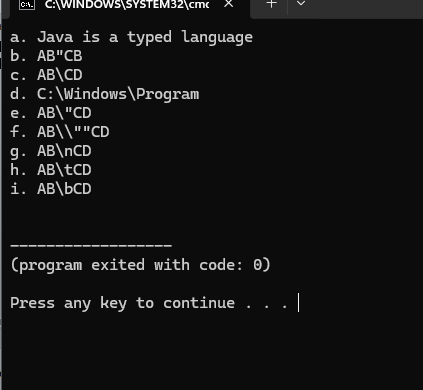 C:\WINDOWS\SYSTEM32\cmc
a. Java is a typed language
b. AB"CB
c. AB\CD
d. C:\Windows\Program
e. AB\"CD
f. AB\\""CD
g. AB\nCD
h. AB\tCD
i. AB\bCD
------------------
(program exited with code: 0)
Press any key to continue . . .